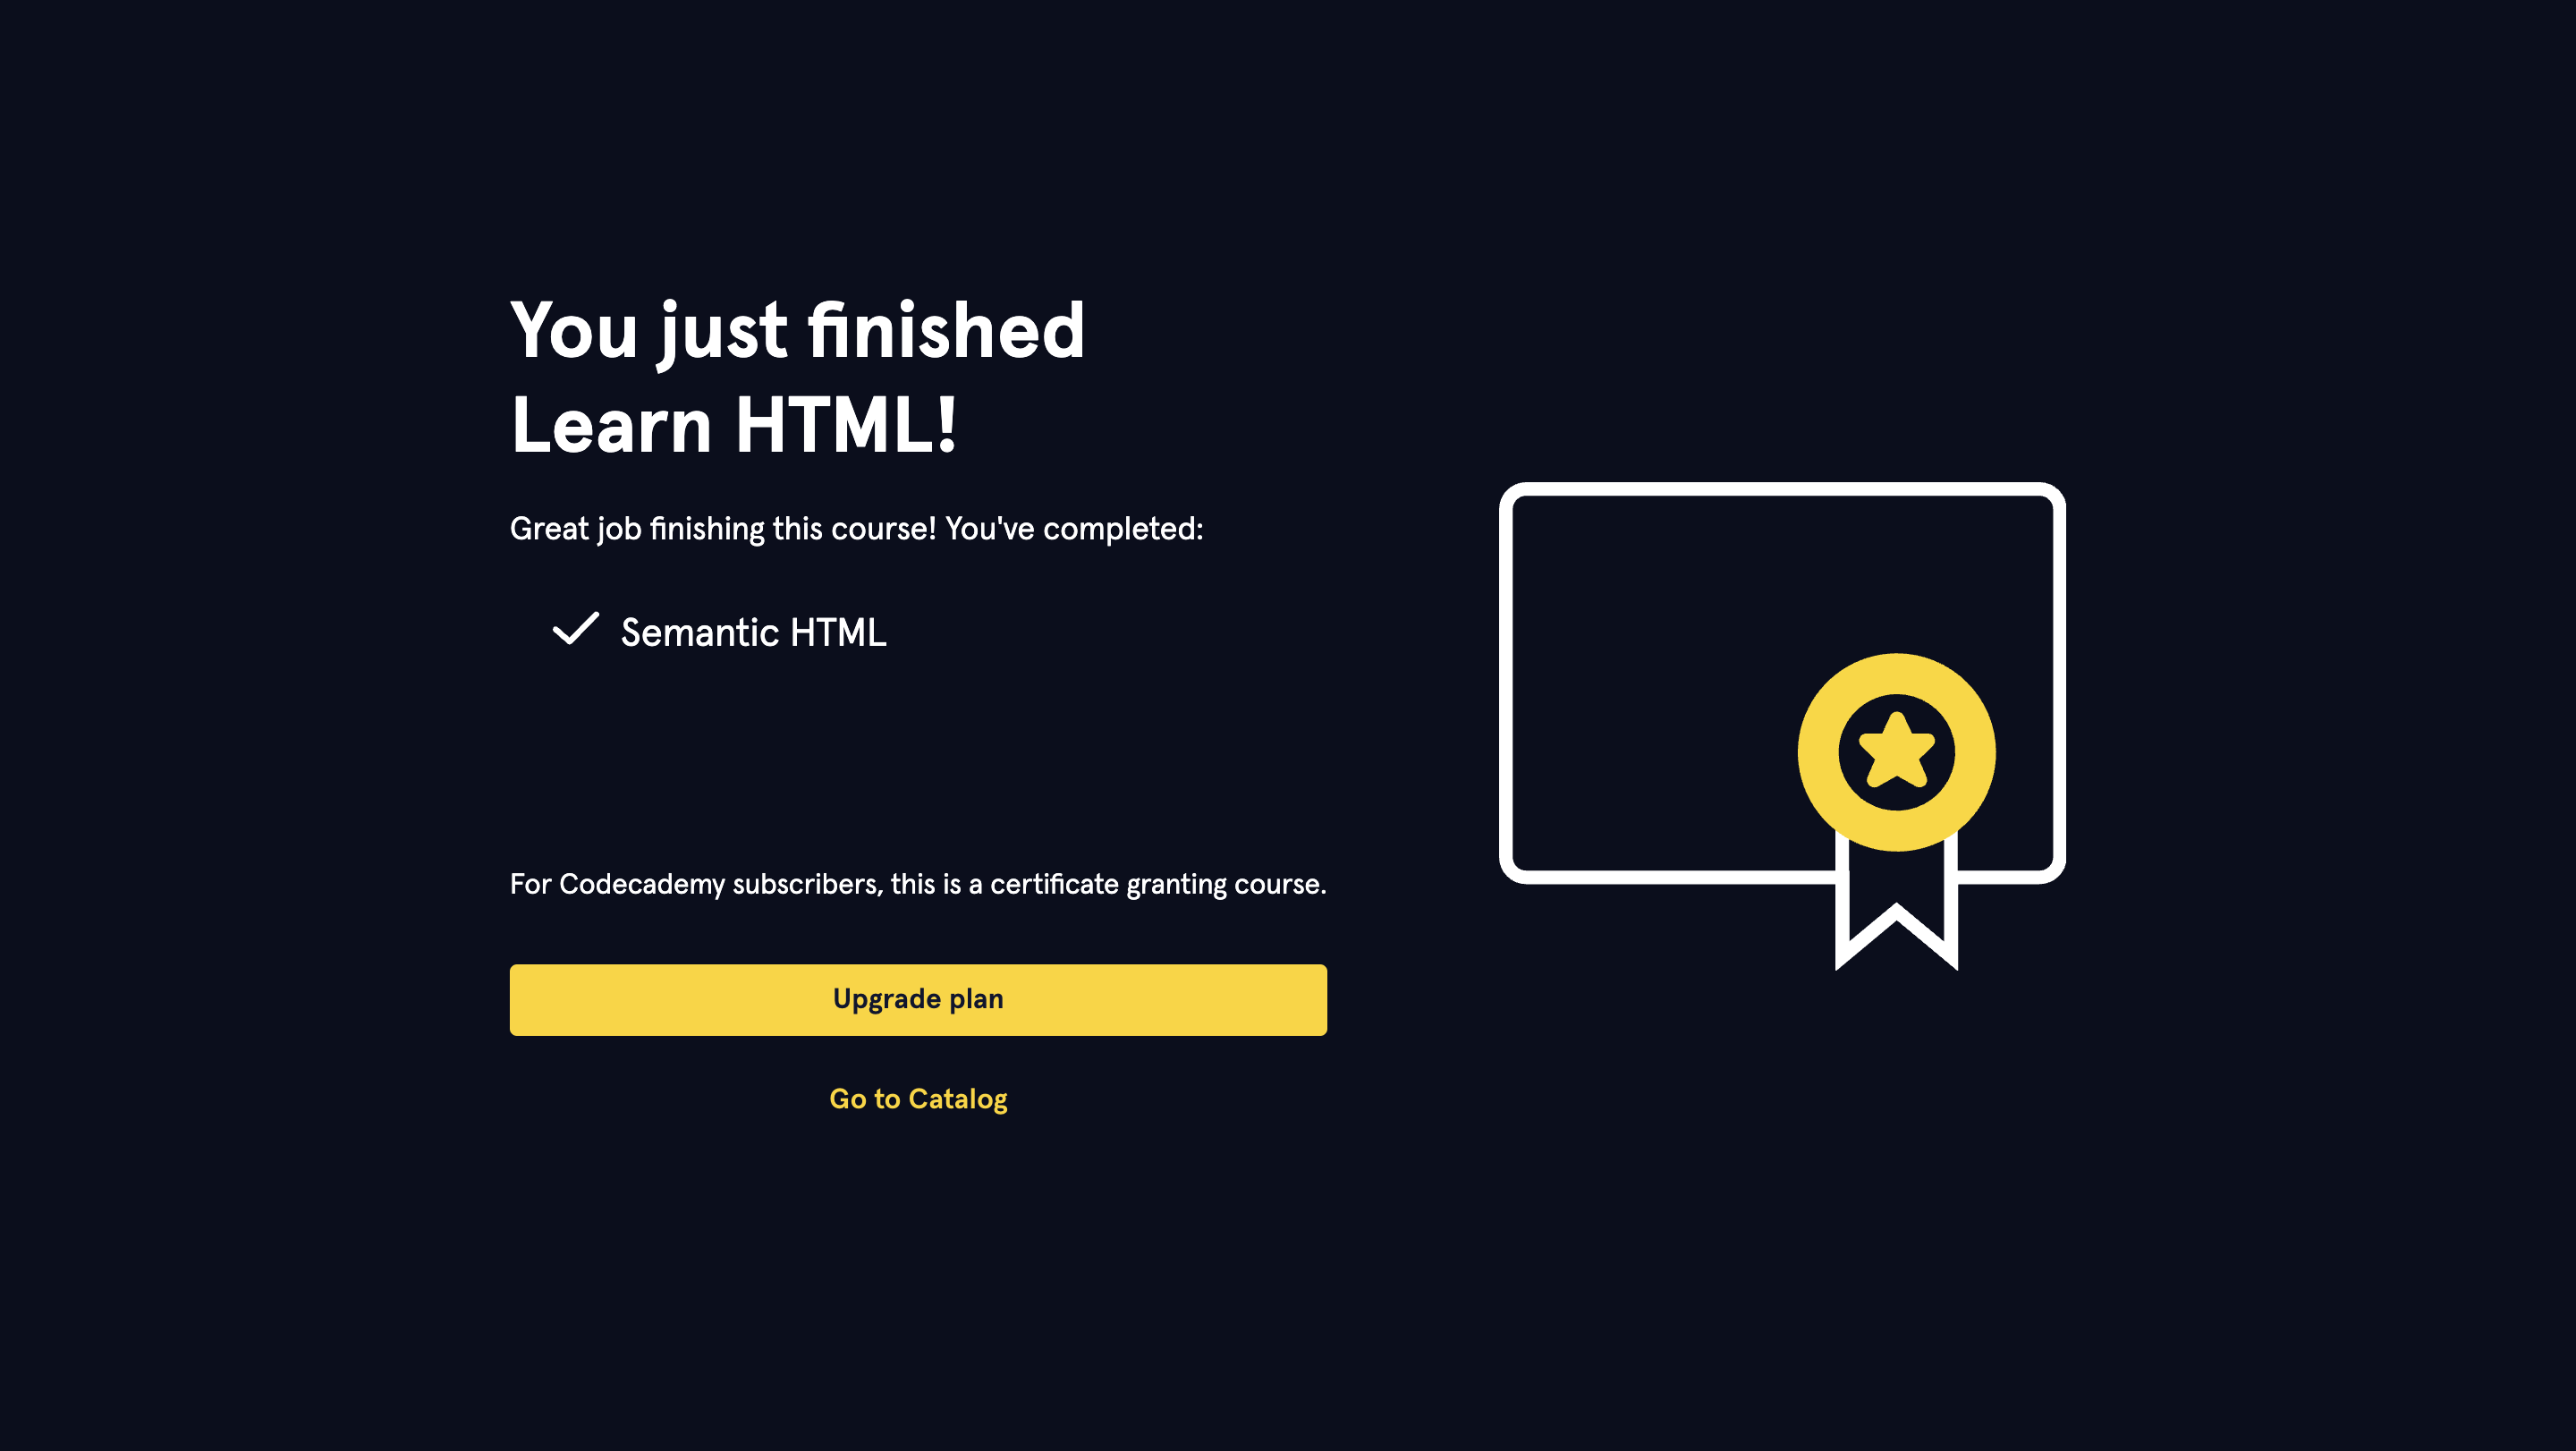 You just finished
Learn HTML!
Great job finishing this course! You've completed:
Semantic HTML
For Codecademy subscribers, this is a certificate granting course.
Upgrade plan
Go to Catalog